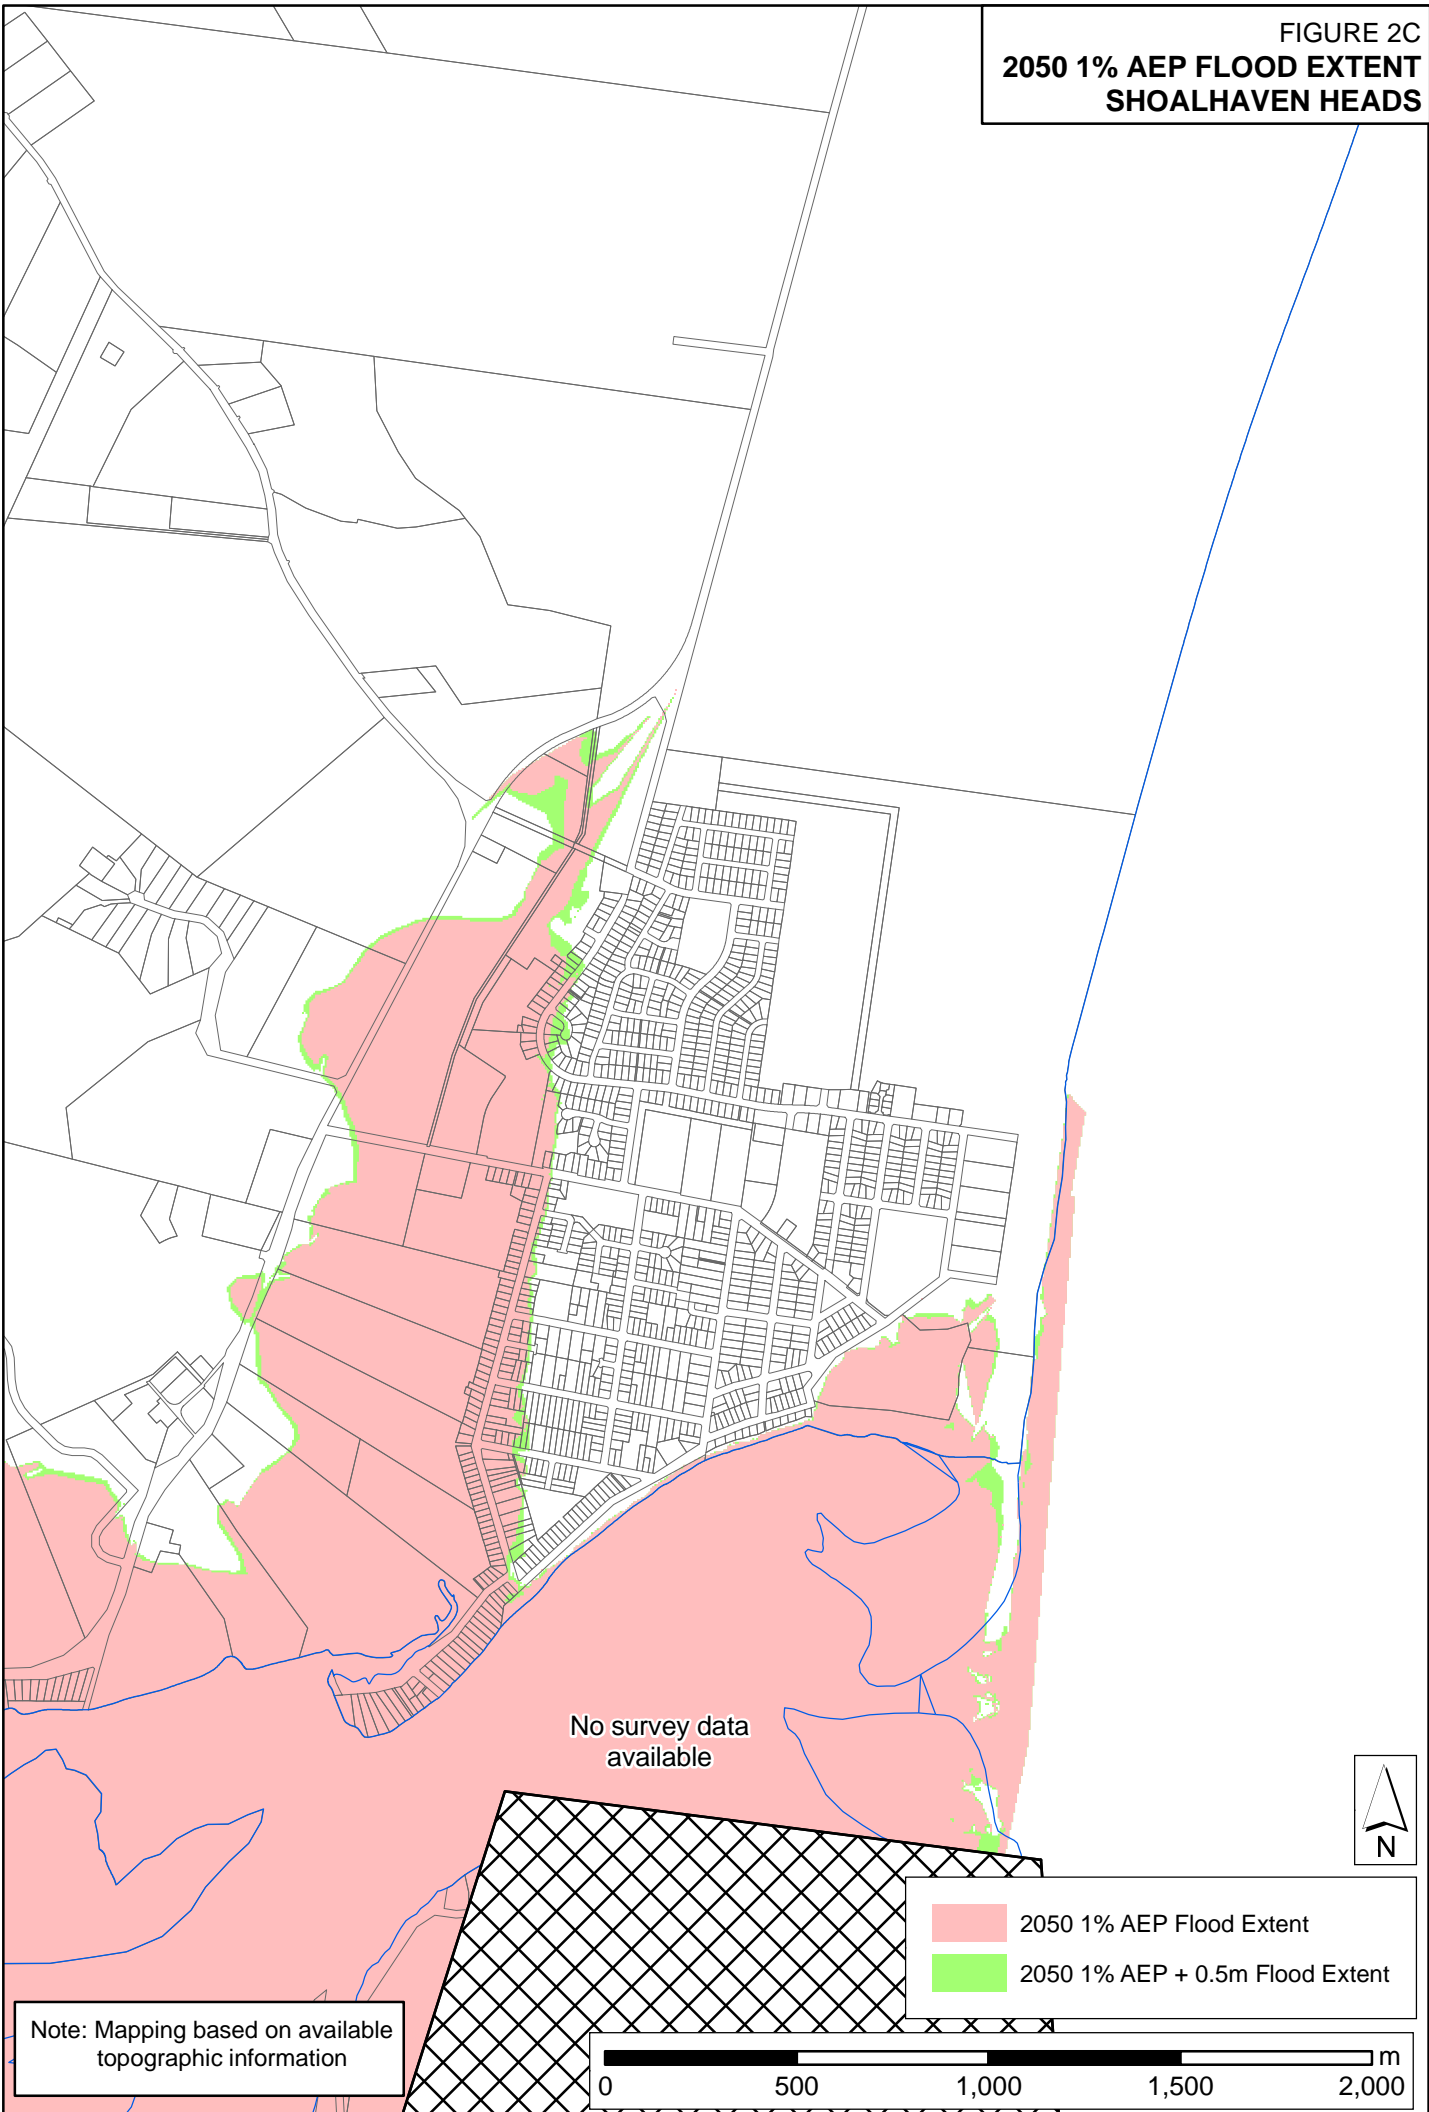 FIGURE 2C
2050 1% AEP FLOOD EXTENT
SHOALHAVEN HEADS
No survey data
available
N
2050 1% AEP Flood Extent
2050 1% AEP + 0.5m Flood Extent
Note: Mapping based on available
topographic information
m
0 500 1,000 1,500 2,000